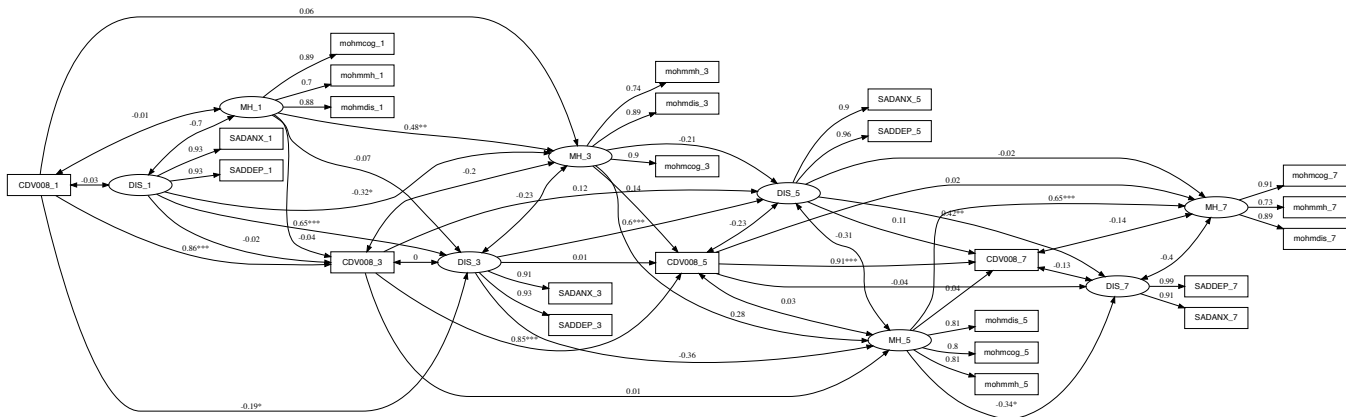 0.06
mohmcog_1
0.89
mohmmh_1
0.7
mohmdis_1
0.88
MH_1
-0.01
-0.7
0.48**
SADANX_1
0.93
SADDEP_1
0.93
CDV008_1
-0.03
DIS_1
-0.07
-0.32*
-0.2
0.65***
-0.02
-0.04
0.86***
-0.19*
mohmmh_3
0.74
mohmdis_3
0.89
mohmcog_3
0.9
MH_3
-0.21
-0.23
0.12
0.14
CDV008_3
0
DIS_3
0.6***
0.01
0.91
SADANX_3
0.93
SADDEP_3
0.85***
-0.36
0.01
0.28
SADANX_5
0.9
SADDEP_5
0.96
DIS_5
-0.02
-0.23
-0.31
CDV008_5
0.02
0.65***
0.42**
0.11
0.91***
-0.04
0.03
0.04
MH_5
0.81
mohmdis_5
0.8
mohmcog_5
0.81
mohmmh_5
-0.34*
CDV008_7
-0.14
-0.13
MH_7
0.91
mohmcog_7
0.73
mohmmh_7
0.89
mohmdis_7
-0.4
DIS_7
0.99
SADDEP_7
0.91
SADANX_7